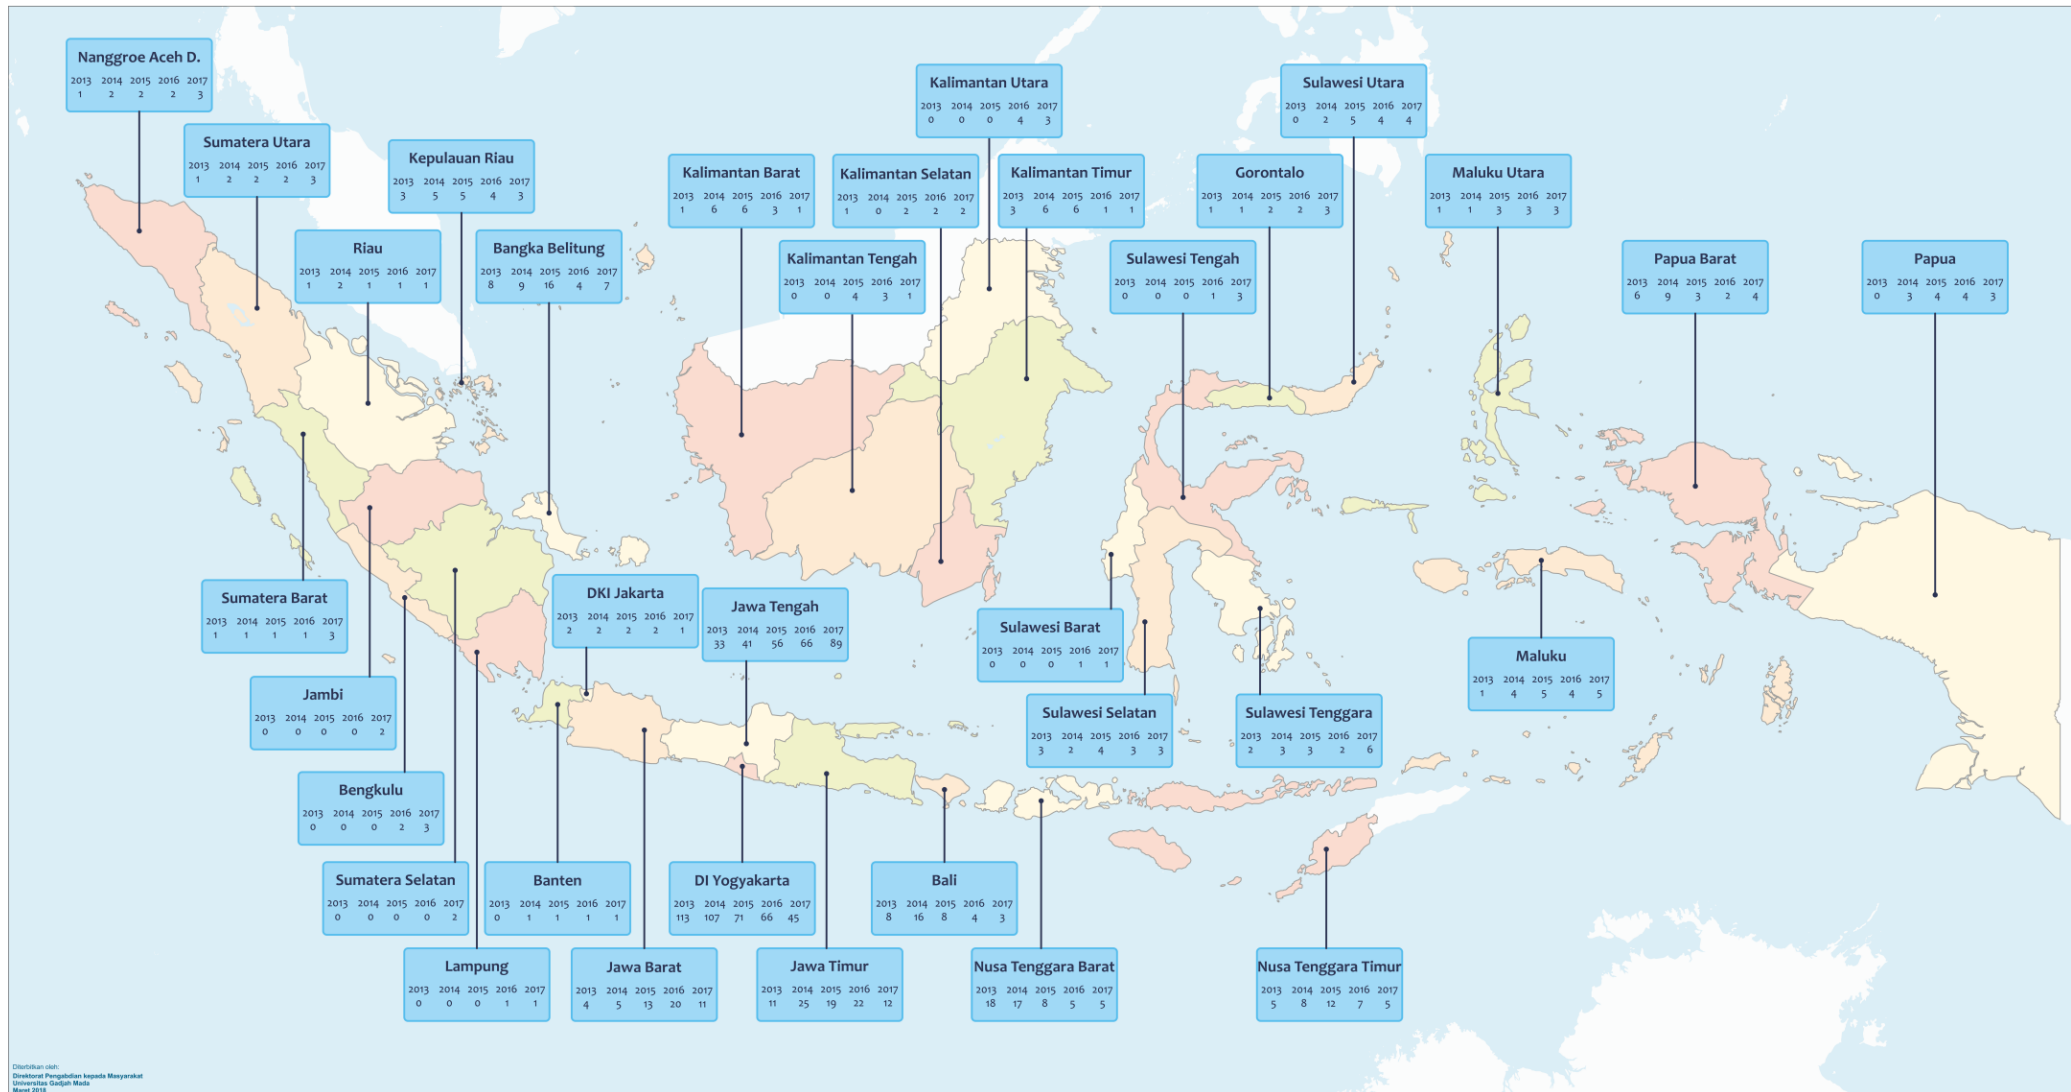 Nanggroe Aceh D.
2013 2014 2015 2016 2017
1 2 2 2 3
Kalimantan Utara
2013 2014 2015 2016 2017
0 0 0 4 3
Sulawesi Utara
2013 2014 2015 2016 2017
0 2 5 4 4
Sumatera Utara
2013 2014 2015 2016 2017
1 2 2 2 3
Kepulauan Riau
2013 2014 2015 2016 2017
3 5 5 4 3
Kalimantan Barat
2013 2014 2015 2016 2017
1 6 6 3 1
Kalimantan Selatan
2013 2014 2015 2016 2017
1 0 2 2 2
Kalimantan Timur
2013 2014 2015 2016 2017
3 6 6 1 1
Gorontalo
2013 2014 2015 2016 2017
1 1 2 2 3
Maluku Utara
2013 2014 2015 2016 2017
1 1 3 3 3
Riau
2013 2014 2015 2016 2017
1 2 1 1 1
Bangka Belitung
2013 2014 2015 2016 2017
8 9 16 4 7
Kalimantan Tengah
2013 2014 2015 2016 2017
0 0 4 3 1
Sulawesi Tengah
2013 2014 2015 2016 2017
0 0 0 1 3
Papua Barat
2013 2014 2015 2016 2017
6 9 3 2 4
Papua
2013 2014 2015 2016 2017
0 3 4 4 3
Sumatera Barat
2013 2014 2015 2016 2017
1 1 1 1 3
DKI Jakarta
2013 2014 2015 2016 2017
2 2 2 2 1
Jawa Tengah
2013 2014 2015 2016 2017
33 41 56 66 89
Sulawesi Barat
2013 2014 2015 2016 2017
0 0 0 1 1
Maluku
2013 2014 2015 2016 2017
1 4 5 4 5
Jambi
2013 2014 2015 2016 2017
0 0 0 0 2
Sulawesi Selatan
2013 2014 2015 2016 2017
3 2 4 3 3
Sulawesi Tenggara
2013 2014 2015 2016 2017
2 3 3 2 6
Bengkulu
2013 2014 2015 2016 2017
0 0 0 2 3
Sumatera Selatan
2013 2014 2015 2016 2017
0 0 0 0 2
Banten
2013 2014 2015 2016 2017
0 1 1 1 1
DI Yogyakarta
2013 2014 2015 2016 2017
113 107 71 66 45
Bali
2013 2014 2015 2016 2017
8 16 8 4 3
Lampung
2013 2014 2015 2016 2017
0 0 0 1 1
Jawa Barat
2013 2014 2015 2016 2017
4 5 13 20 11
Jawa Timur
2013 2014 2015 2016 2017
11 25 19 22 12
Nusa Tenggara Barat
2013 2014 2015 2016 2017
18 17 8 5 5
Nusa Tenggara Timur
2013 2014 2015 2016 2017
5 8 12 7 5
Diterbitkan oleh:
Direktorat Pengabdian kepada Masyarakat
Universitas Gadjah Mada
Maret 2018